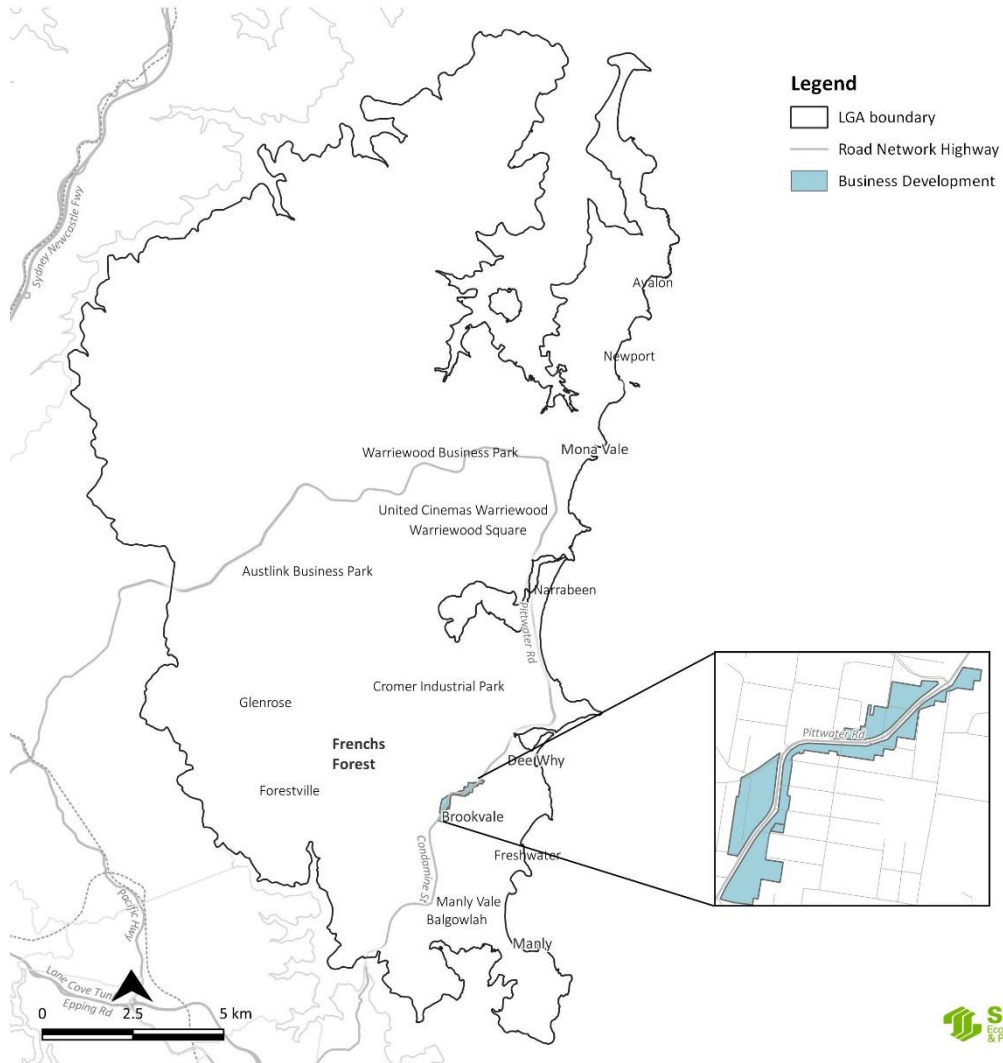 Legend
LGA boundary
Road Network Highway
Business Development
Sydney Newcastle Fwy
Avalon
Newport
Mona Vale
Warriewood Business Park
United Cinemas Warriewood
Warriewood Square
Austlink Business Park
Narrabeen
Pittwater Rd
Cromer Industrial Park
Glenrose
Frenchs
Forest
Forestville
Dee Why
Brookvale
Pittwater Rd
Freshwater
Condamine St
Manly Vale
Balgowlah
Manly
Pacific Hwy
Lane Cove Tun
Epping Rd
0 2.5 5 km
S